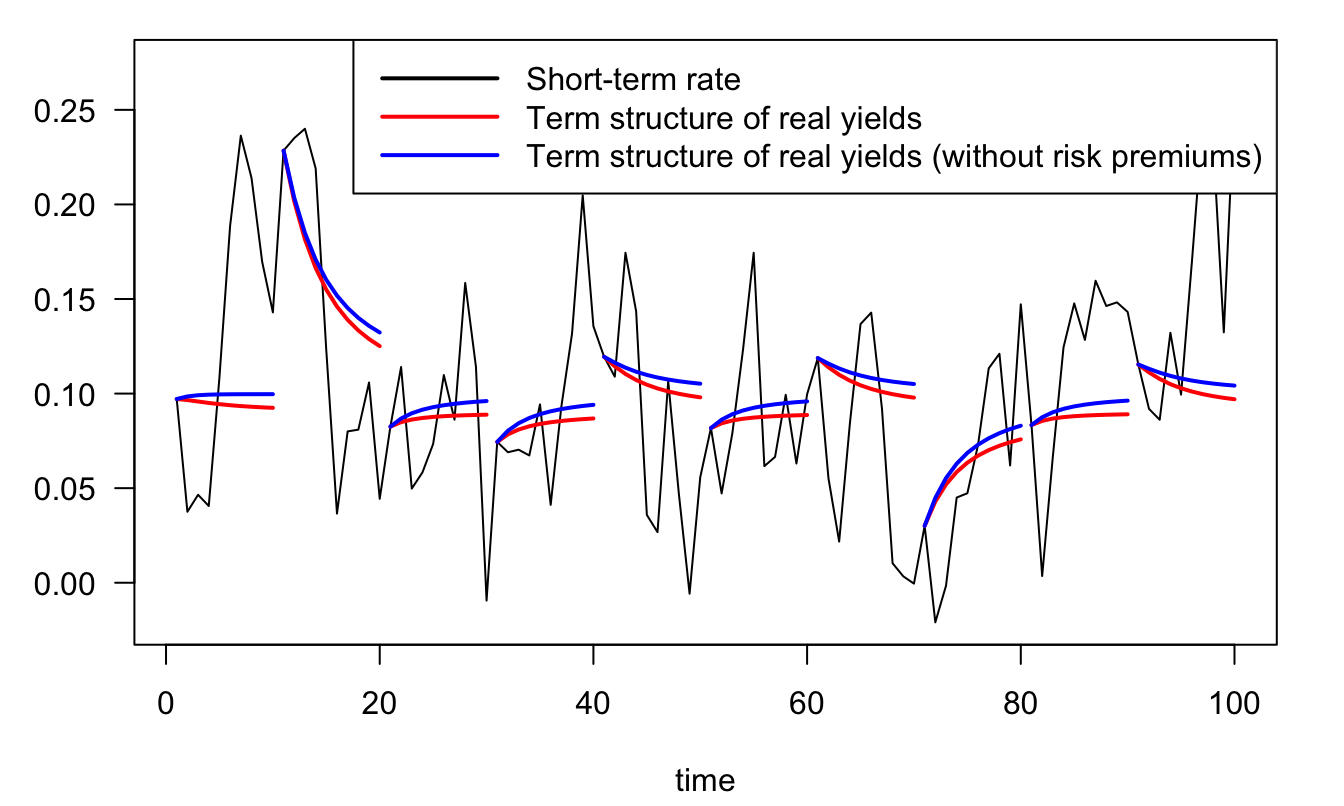 Short-term rate
Term structure of real yields
Term structure of real yields (without risk premiums)
0.25
0.20
0.15
0.10
0.05
0.00
0 20 40 60 80 100
time